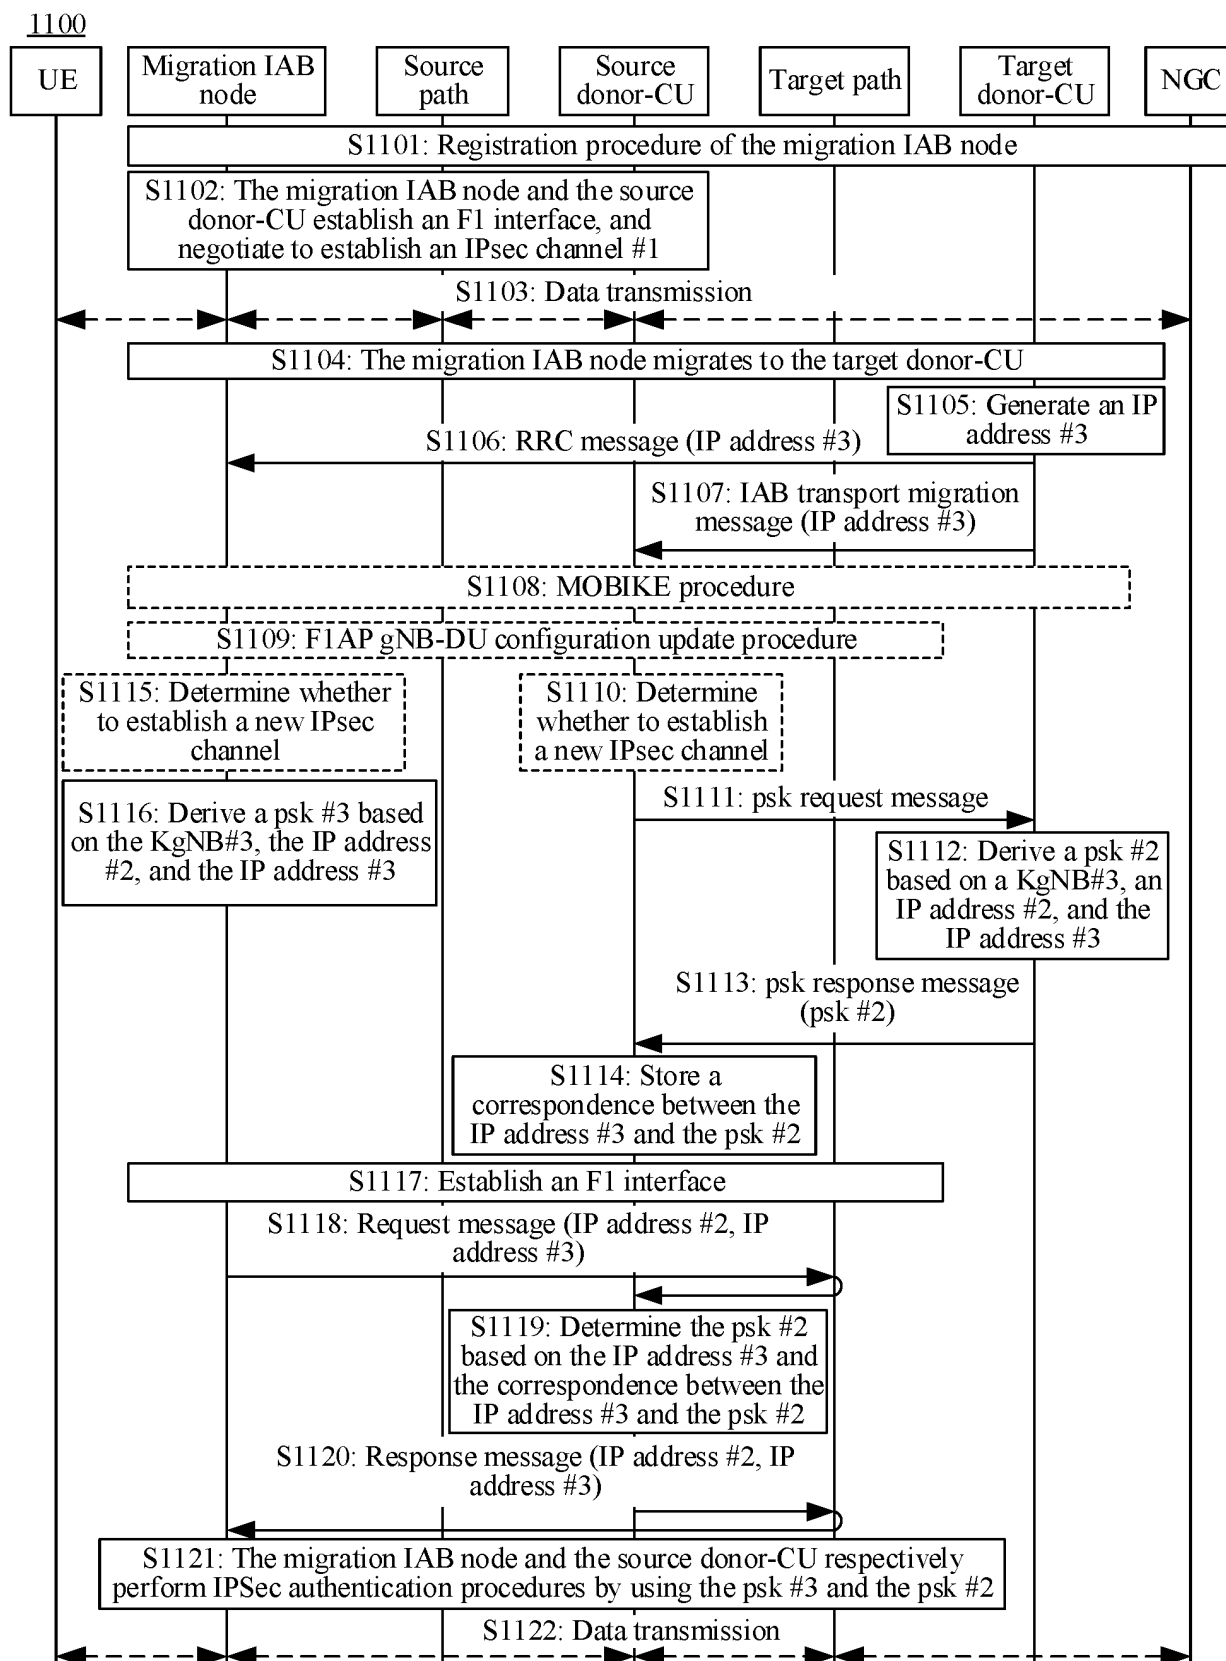 1100
UE
Migration IAB
node
Source
path
Source
donor-CU
Target path
Target
donor-CU
NGC
S1101: Registration procedure of the migration IAB node
S1102: The migration IAB node and the source
donor-CU establish an F1 interface, and
negotiate to establish an IPsec channel #1
S1103: Data transmission
S1104: The migration IAB node migrates to the target donor-CU
S1105: Generate an IP
address #3
S1106: RRC message (IP address #3)
S1107: IAB transport migration
message (IP address #3)
S1108: MOBIKE procedure
S1109: F1AP gNB-DU configuration update procedure
S1115: Determine whether
to establish a new IPsec
channel
S1110: Determine
whether to establish
a new IPsec channel
S1116: Derive a psk #3 based
on the KgNB#3, the IP address
#2, and the IP address #3
S1111: psk request message
S1112: Derive a psk #2
based on a KgNB#3, an
IP address #2, and the
IP address #3
S1113: psk response message
(psk #2)
S1114: Store a
correspondence between the
IP address #3 and the psk #2
S1117: Establish an F1 interface
S1118: Request message (IP address #2, IP
address #3)
S1119: Determine the psk #2
based on the IP address #3 and
the correspondence between the
IP address #3 and the psk #2
S1120: Response message (IP address #2, IP
address #3)
S1121: The migration IAB node and the source donor-CU respectively
perform IPSec authentication procedures by using the psk #3 and the psk #2
S1122: Data transmission